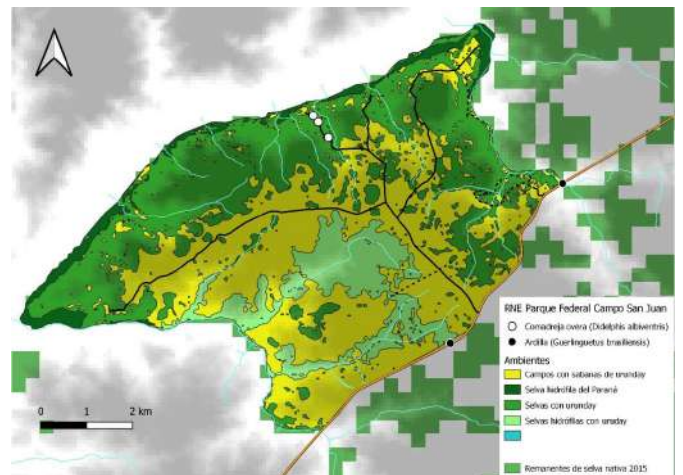 RNE Parque Federal Campo San Juan
Comadreja overa (Didelphis albiventris)
Ardilla (Guerlinguetus brasiliensis)
Ambientes
Campos con sabanas de urunday
Selva hidrófila del Paraná
Selvas con urunday
Selvas hidrófilas con uruday
Remanentes de selva nativa 2015
0 1 2 km